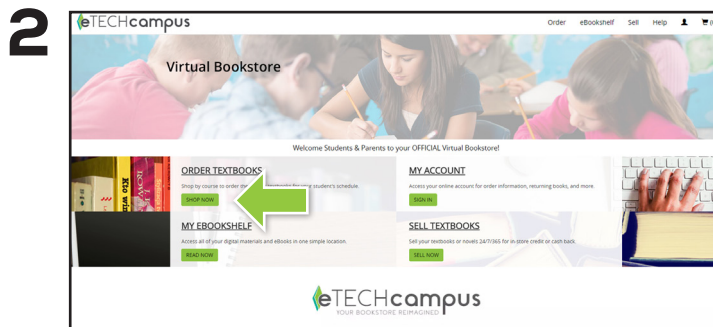 2
eTECHcampus
Order eBookshelf Sell Help
Virtual Bookstore
Welcome Students & Parents to your OFFICIAL Virtual Bookstore!
ORDER TEXTBOOKS
Shop by course to order the for your student's schedule.
SHOP NOW
MY ACCOUNT
Access your online account for order information, returning books, and more.
SIGN IN
MY EBOOKSHELF
Access all of your digital materials and eBooks in one simple location.
READ NOW
SELL TEXTBOOKS
Sell your textbooks or novels 24/7/365 for in-store credit or cash back.
SELL NOW
eTECHcampus
YOUR BOOKSTORE REIMAGINED